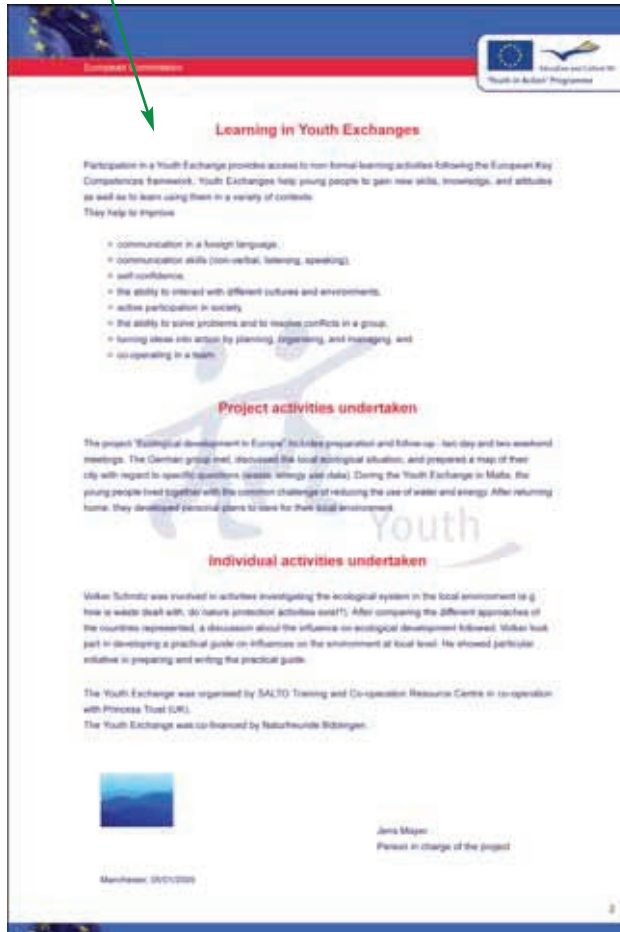 European Commission
Education and Culture DG
'Youth in Action' Programme
Learning in Youth Exchanges
Participation in a Youth Exchange provides access to non-formal learning activities following the European Key
Competences framework. Youth Exchanges help young people to gain new skills, knowledge, and attitudes
as well as to learn using them in a variety of contexts.
They help to improve
communication in a foreign language,
communication skills (non-verbal, listening, speaking),
self confidence,
the ability to interact with different cultures and environments,
active participation in society,
the ability to solve problems and to resolve conflicts in a group,
turning ideas into action by planning, organising, and managing, and
co-operating in a team.
Project activities undertaken
The project "Ecological development in Europe" includes preparation and follow-up: two day and two weekend
meetings. The German group met, discussed the local ecological situation, and prepared a map of their
city with regard to specific questions (waste, energy use data). During the Youth Exchange in Malta, the
young people lived together with the common challenge of reducing the use of water and energy. After returning
home, they developed personal plans to care for their local environment.
Youth
Individual activities undertaken
Volker Schmitz was involved in activities investigating the ecological system in the local environment (e.g.
how is waste dealt with, do nature protection activities exist?). After comparing the different approaches of
the countries represented, a discussion about the influence on ecological development followed. Volker took
part in developing a practical guide on influences on the environment at local level. He showed particular
initiative in preparing and writing the practical guide.
The Youth Exchange was organised by SALTO Training and Co-operation Resource Centre in co-operation
with Princess Trust (UK).
The Youth Exchange was co-financed by Naturfreunde
Jens Mayer
Person in charge of the project
Manchester, 05/01/2009
2